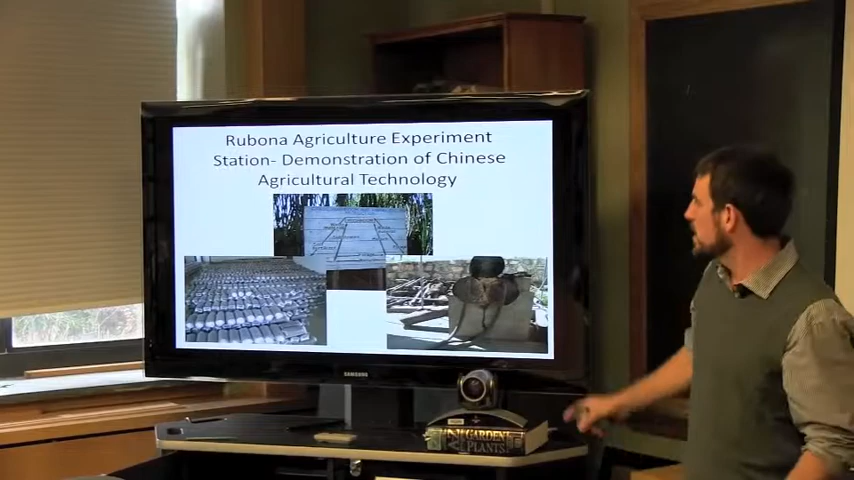 Rubona Agriculture Experiment
Station- Demonstration of Chinese
Agricultural Technology
SAMSUNG
GARDEN
PLANTS